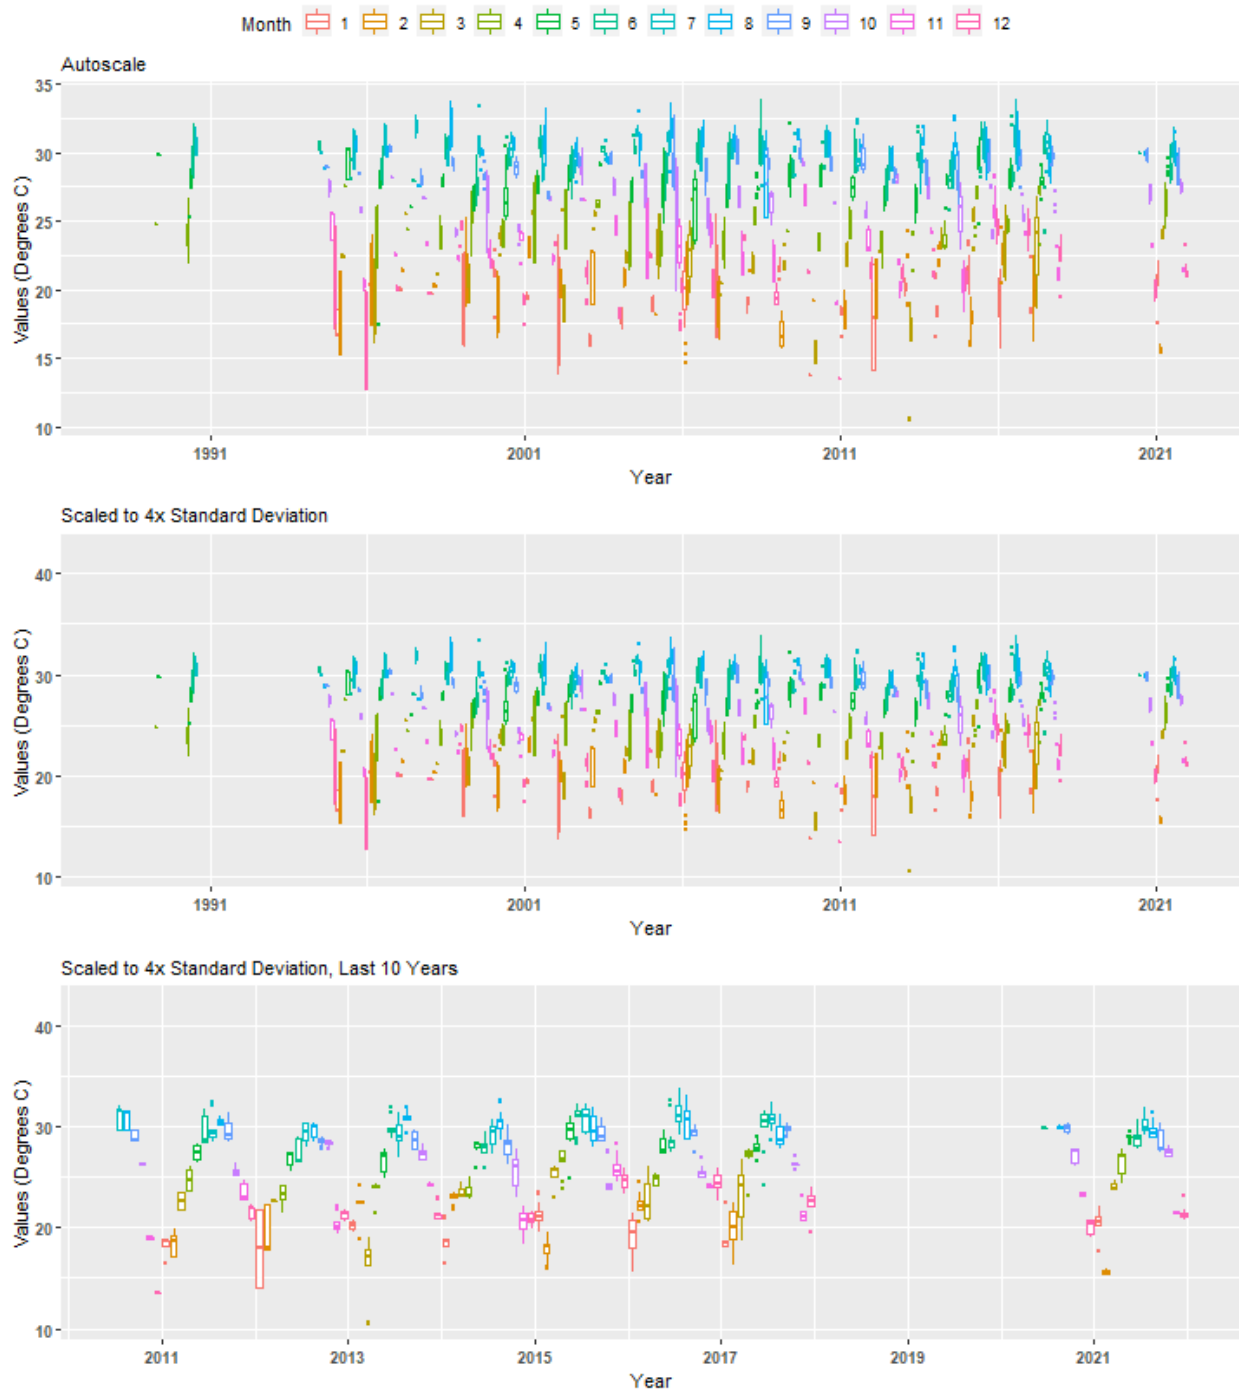 Month 1 2 3 4 5 6 7 8 9 10 11 12
Autoscale
35
30
25
20
15
10
Values (Degrees C)
1991 2001 2011 2021
Year
Scaled to 4x Standard Deviation
40
30
20
10
Values (Degrees C)
1991 2001 2011 2021
Year
Scaled to 4x Standard Deviation, Last 10 Years
40
30
20
10
Values (Degrees C)
2011 2013 2015 2017 2019 2021
Year